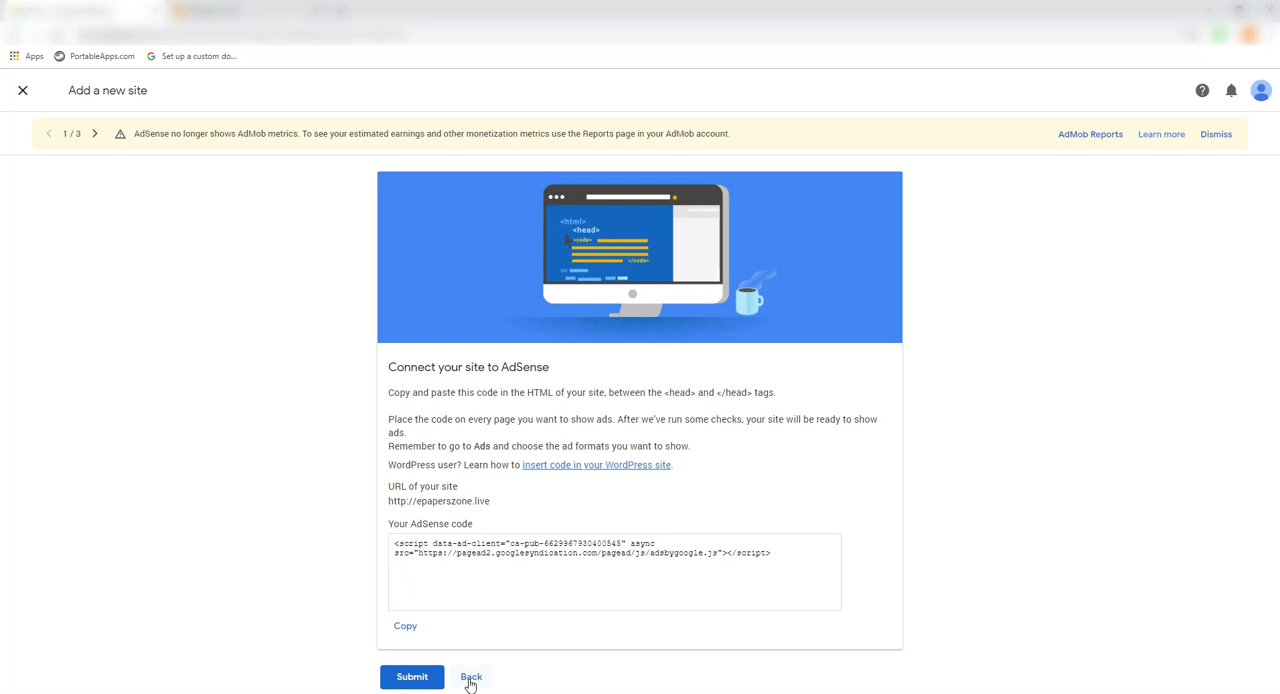 Apps PortableApps.com Set up a custom do...
Add a new site
1 / 3 AdSense no longer shows AdMob metrics. To see your estimated earnings and other monetization metrics use the Reports page in your AdMob account. AdMob Reports Learn more Dismiss
<html>
<head>
<code>
</code>
Connect your site to AdSense
Copy and paste this code in the HTML of your site, between the <head> and </head> tags.
Place the code on every page you want to show ads. After we've run some checks, your site will be ready to show
ads.
Remember to go to Ads and choose the ad formats you want to show.
WordPress user? Learn how to insert code in your WordPress site.
URL of your site
http://epaperszone.live
Your AdSense code
<script data-ad-client="ca-pub-6629967930400545" async
src="https://pagead2.googlesyndication.com/pagead/js/adsbygoogle.js"></script>
Copy
Submit Back